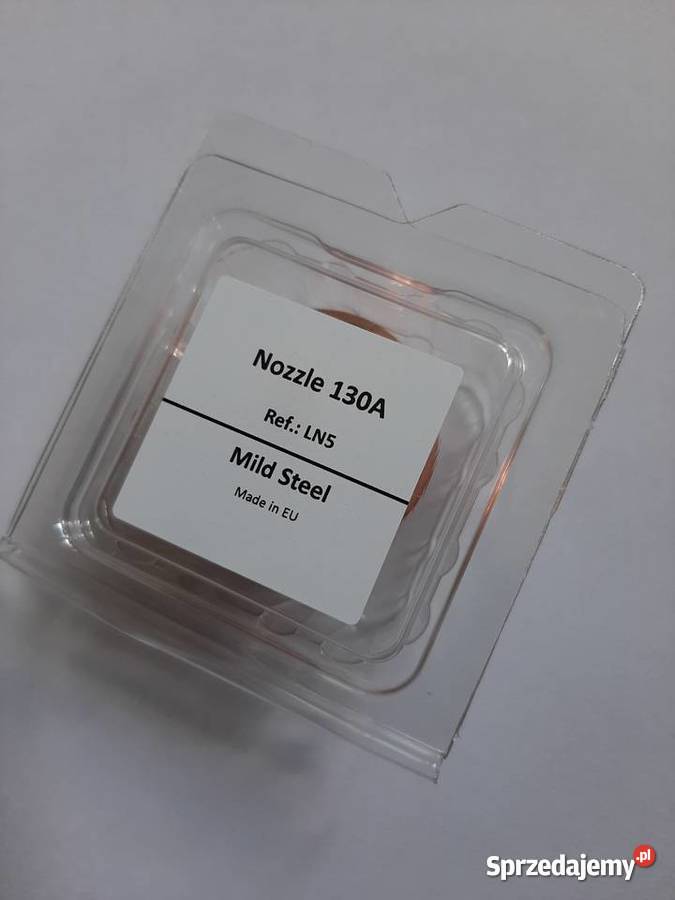 Nozzle 130A
Ref.: LN5
Mild Steel
Made in EU
Sprzedajemy.pl